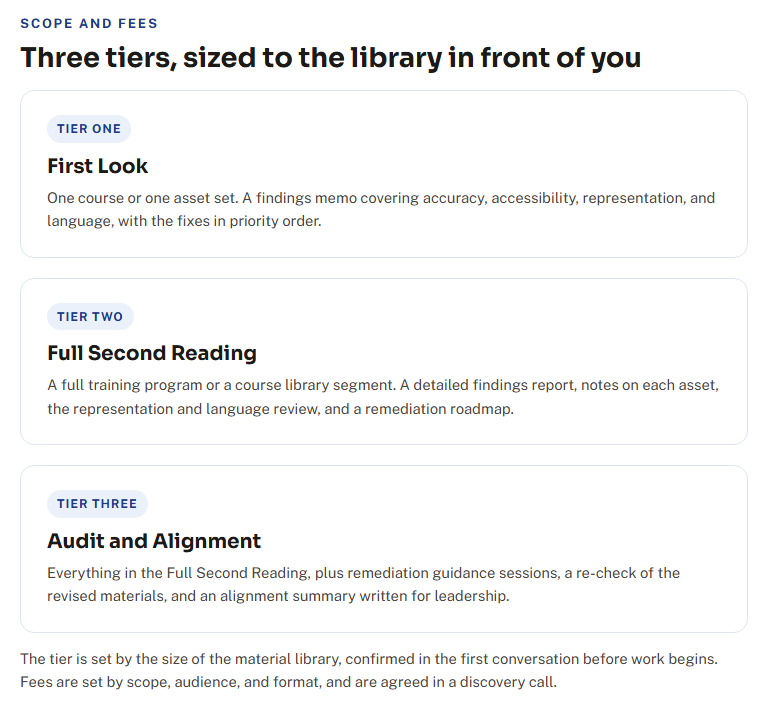 SCOPE AND FEES
Three tiers, sized to the library in front of you
TIER ONE
First Look
One course or one asset set. A findings memo covering accuracy, accessibility, representation, and
language, with the fixes in priority order.
TIER TWO
Full Second Reading
A full training program or a course library segment. A detailed findings report, notes on each asset,
the representation and language review, and a remediation roadmap.
TIER THREE
Audit and Alignment
Everything in the Full Second Reading, plus remediation guidance sessions, a re-check of the
revised materials, and an alignment summary written for leadership.
The tier is set by the size of the material library, confirmed in the first conversation before work begins.
Fees are set by scope, audience, and format, and are agreed in a discovery call.